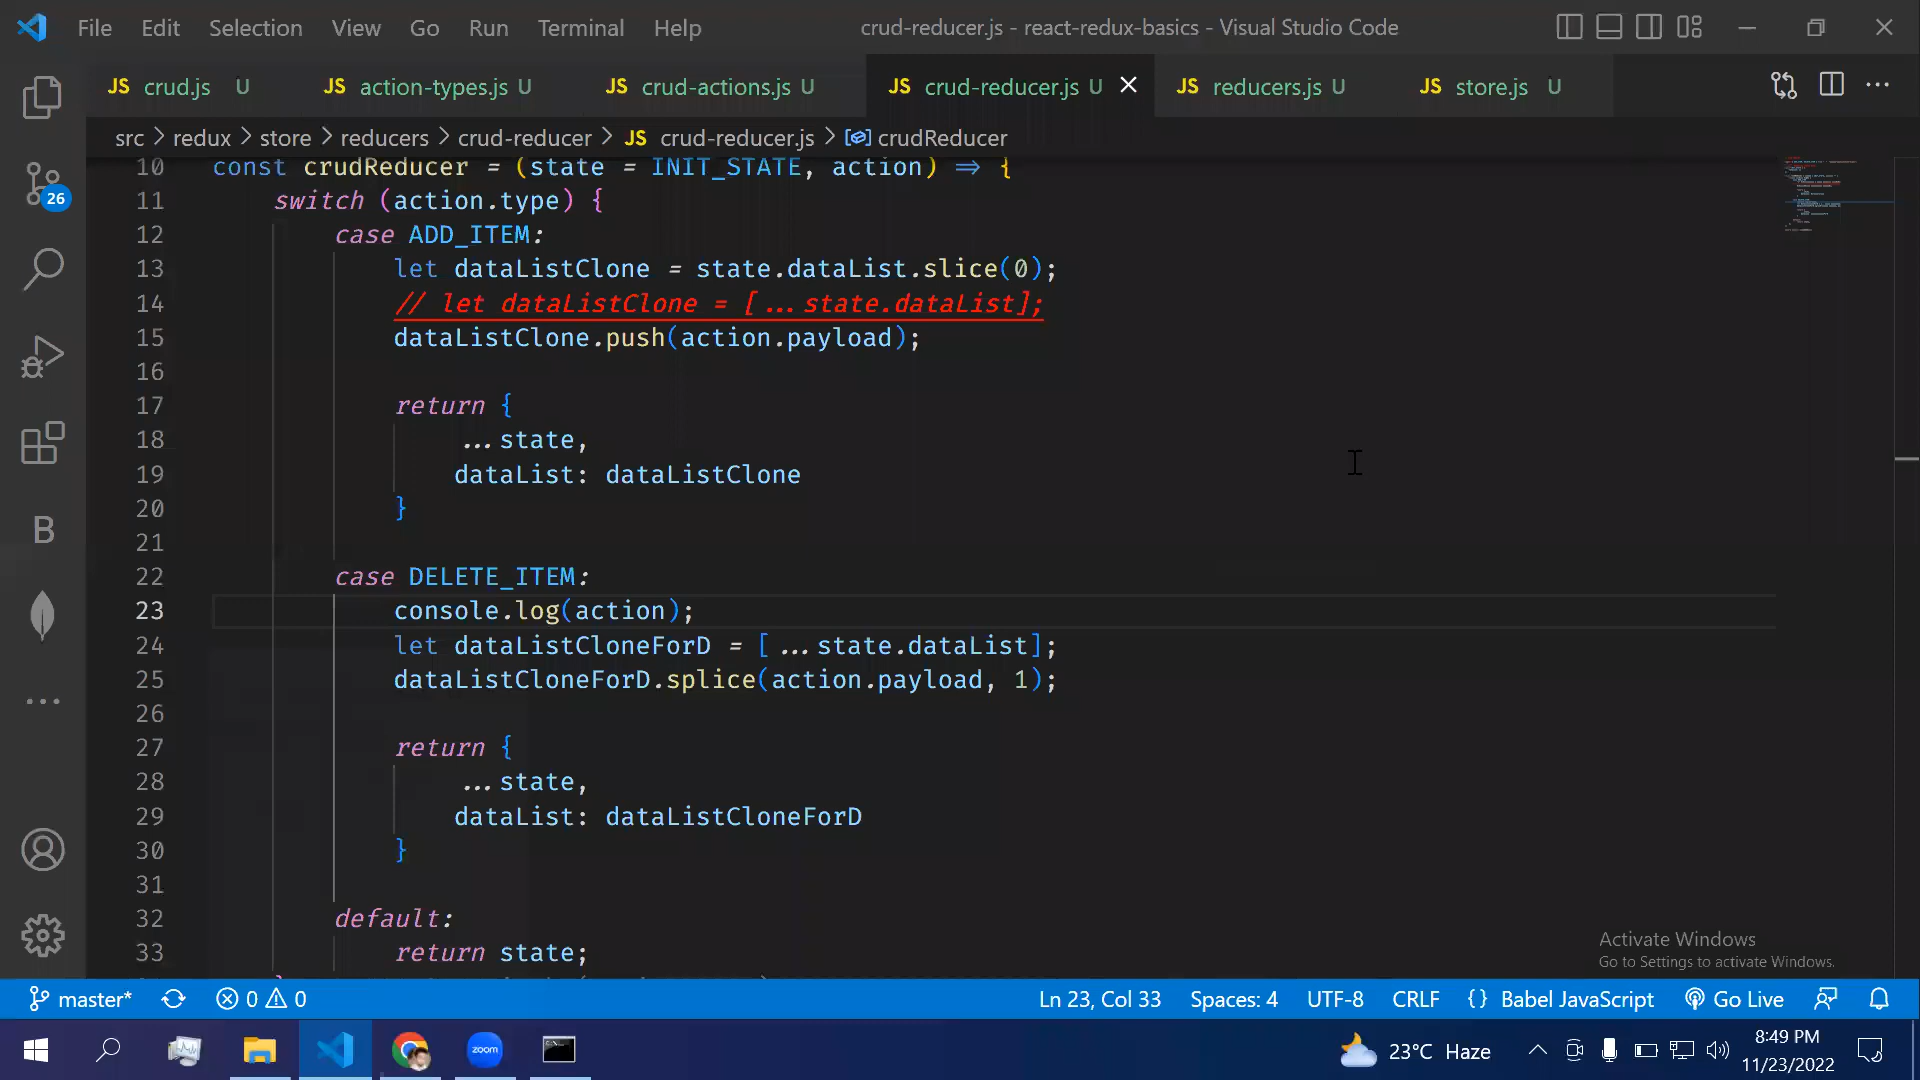 File Edit Selection View Go Run Terminal Help crud-reducer.js - react-redux-basics - Visual Studio Code
JS crud.js U JS action-types.js U JS crud-actions.js U JS crud-reducer.js U JS reducers.js U JS store.js U
src > redux > store > reducers > crud-reducer > JS crud-reducer.js > crudReducer
10 const crudReducer = (state = INIT_STATE, action) => {
11 switch (action.type) {
12 case ADD_ITEM:
13 let dataListClone = state.dataList.slice(0);
14 // let dataListClone = [...state.dataList];
15 dataListClone.push(action.payload);
16
17 return {
18 ...state,
19 dataList: dataListClone
20 }
21
22 case DELETE_ITEM:
23 console.log(action);
24 let dataListCloneForD = [...state.dataList];
25 dataListCloneForD.splice(action.payload, 1);
26
27 return {
28 ...state,
29 dataList: dataListCloneForD
30 }
31
32 default:
33 return state;
26
B
Activate Windows
Go to Settings to activate Windows.
master* 0 0 Ln 23, Col 33 Spaces: 4 UTF-8 CRLF {} Babel JavaScript Go Live
zoom 23°C Haze 8:49 PM
11/23/2022